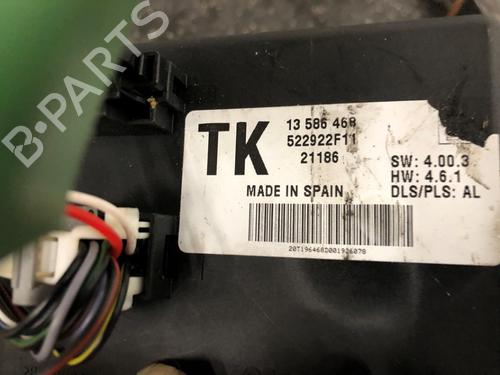 TK
13 586 468
522922F11
21186
MADE IN SPAIN
SW: 4.00.3
HW: 4.6.1
DLS/PLS: AL
B-PARTS